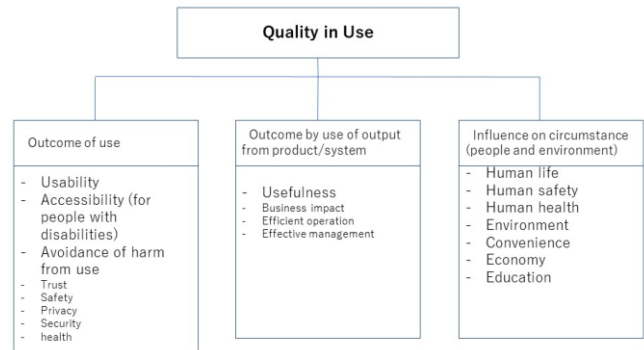 Quality in Use
Outcome of use
- Usability
- Accessibility (for
people with
disabilities)
- Avoidance of harm
from use
- Trust
- Safety
- Privacy
- Security
- health
Outcome by use of output
from product/system
- Usefulness
- Business impact
- Efficient operation
- Effective management
Influence on circumstance
(people and environment)
- Human life
- Human safety
- Human health
- Environment
- Convenience
- Economy
- Education